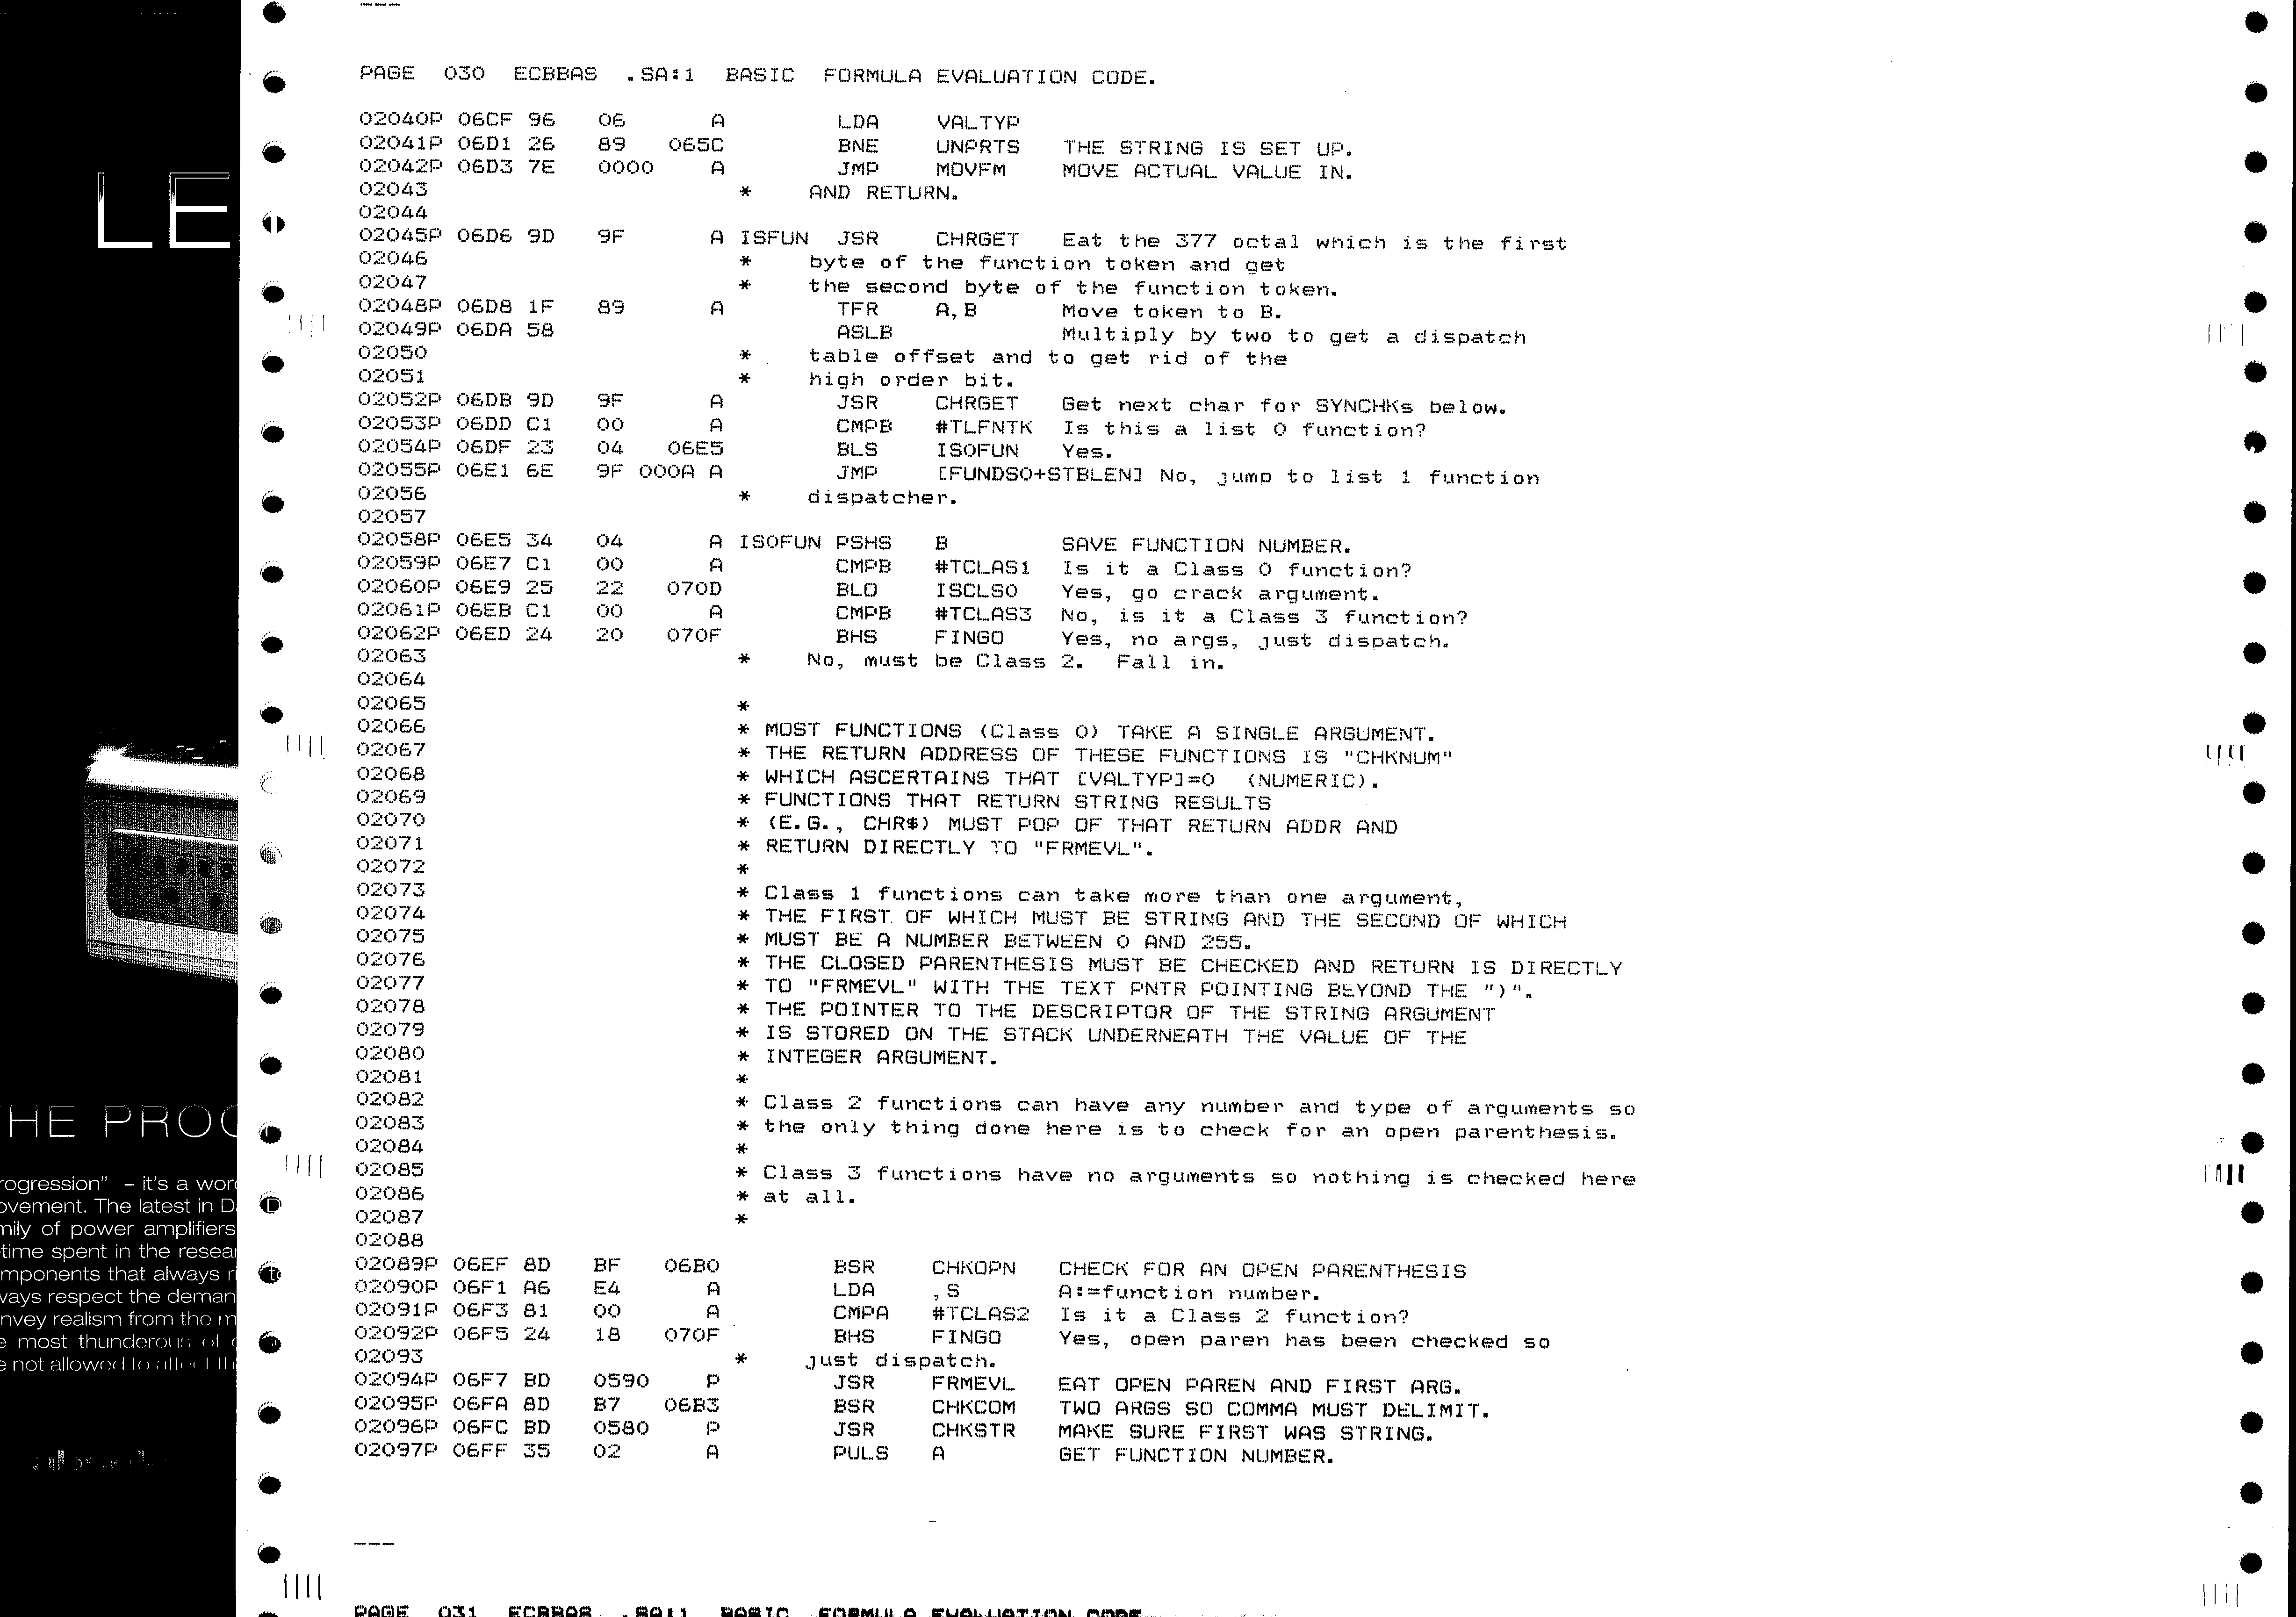 PAGE 030 ECBBAS .SA:1 BASIC FORMULA EVALUATION CODE.
02040P 06CF 96 06 A LDA VALTYP
02041P 06D1 26 89 065C BNE UNPRTS THE STRING IS SET UP.
02042P 06D3 7E 0000 A JMP MOVFM MOVE ACTUAL VALUE IN.
02043 * AND RETURN.
02044
02045P 06D6 9D 9F A ISFUN JSR CHRGET Eat the 377 octal which is the first
02046 * byte of the function token and get
02047 * the second byte of the function token.
02048P 06D8 1F 89 A TFR A,B Move token to B.
02049P 06DA 58 ASLB Multiply by two to get a dispatch
02050 * table offset and to get rid of the
02051 * high order bit.
02052P 06DB 9D 9F A JSR CHRGET Get next char for SYNCHKs below.
02053P 06DD C1 00 A CMPB #TLFNTK Is this a list 0 function?
02054P 06DF 23 04 06E5 BLS ISOFUN Yes.
02055P 06E1 6E 9F 000A A JMP [FUNDSO+STBLEN] No, jump to list 1 function
02056 * dispatcher.
02057
02058P 06E5 34 04 A ISOFUN PSHS B SAVE FUNCTION NUMBER.
02059P 06E7 C1 00 A CMPB #TCLAS1 Is it a Class 0 function?
02060P 06E9 25 22 070D BLO ISCLSO Yes, go crack argument.
02061P 06EB C1 00 A CMPB #TCLAS3 No, is it a Class 3 function?
02062P 06ED 24 20 070F BHS FINGO Yes, no args, just dispatch.
02063 * No, must be Class 2. Fall in.
02064
02065 *
02066 * MOST FUNCTIONS (Class 0) TAKE A SINGLE ARGUMENT.
02067 * THE RETURN ADDRESS OF THESE FUNCTIONS IS "CHKNUM"
02068 * WHICH ASCERTAINS THAT [VALTYP]=0 (NUMERIC).
02069 * FUNCTIONS THAT RETURN STRING RESULTS
02070 * (E.G., CHR$) MUST POP OF THAT RETURN ADDR AND
02071 * RETURN DIRECTLY TO "FRMEVL".
02072 *
02073 * Class 1 functions can take more than one argument,
02074 * THE FIRST OF WHICH MUST BE STRING AND THE SECOND OF WHICH
02075 * MUST BE A NUMBER BETWEEN 0 AND 255.
02076 * THE CLOSED PARENTHESIS MUST BE CHECKED AND RETURN IS DIRECTLY
02077 * TO "FRMEVL" WITH THE TEXT PNTR POINTING BEYOND THE ")".
02078 * THE POINTER TO THE DESCRIPTOR OF THE STRING ARGUMENT
02079 * IS STORED ON THE STACK UNDERNEATH THE VALUE OF THE
02080 * INTEGER ARGUMENT.
02081 *
02082 * Class 2 functions can have any number and type of arguments so
02083 * the only thing done here is to check for an open parenthesis.
02084 *
02085 * Class 3 functions have no arguments so nothing is checked here
02086 * at all.
02087 *
02088
02089P 06EF 8D BF 06B0 BSR CHKOPN CHECK FOR AN OPEN PARENTHESIS
02090P 06F1 A6 E4 A LDA ,S A:=function number.
02091P 06F3 81 00 A CMPA #TCLAS2 Is it a Class 2 function?
02092P 06F5 24 18 070F BHS FINGO Yes, open paren has been checked so
02093 * just dispatch.
02094P 06F7 BD 0590 P JSR FRMEVL EAT OPEN PAREN AND FIRST ARG.
02095P 06FA 8D B7 06B3 BSR CHKCOM TWO ARGS SO COMMA MUST DELIMIT.
02096P 06FC BD 0580 P JSR CHKSTR MAKE SURE FIRST WAS STRING.
02097P 06FF 35 02 A PULS A GET FUNCTION NUMBER.
PAGE 031 ECBBAS .SA:1 BASIC FORMULA EVALUATION CODE
LE
HE PROG
rogression" – it's a wor
ovement. The latest in D
mily of power amplifiers
time spent in the resear
mponents that always r
ways respect the deman
nvey realism from the m
e most thunderous of
e not allowed to affect th